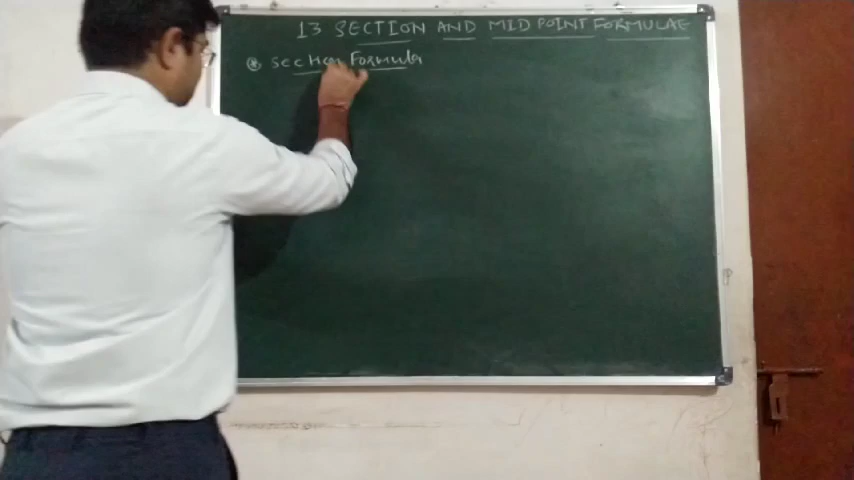 13 SECTION AND MID POINT FORMULAE
⊛ Section Formula